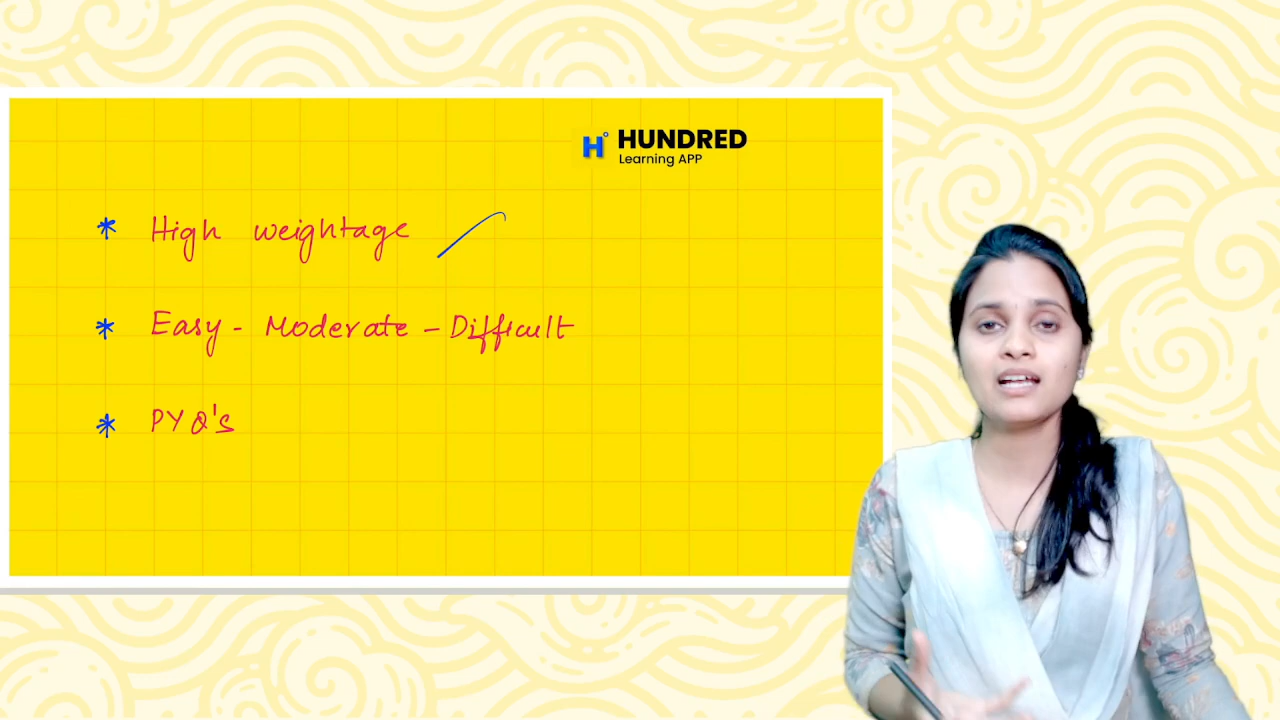 HUNDRED
Learning APP
* High weightage
* Easy - Moderate - Difficult
* PYQ's